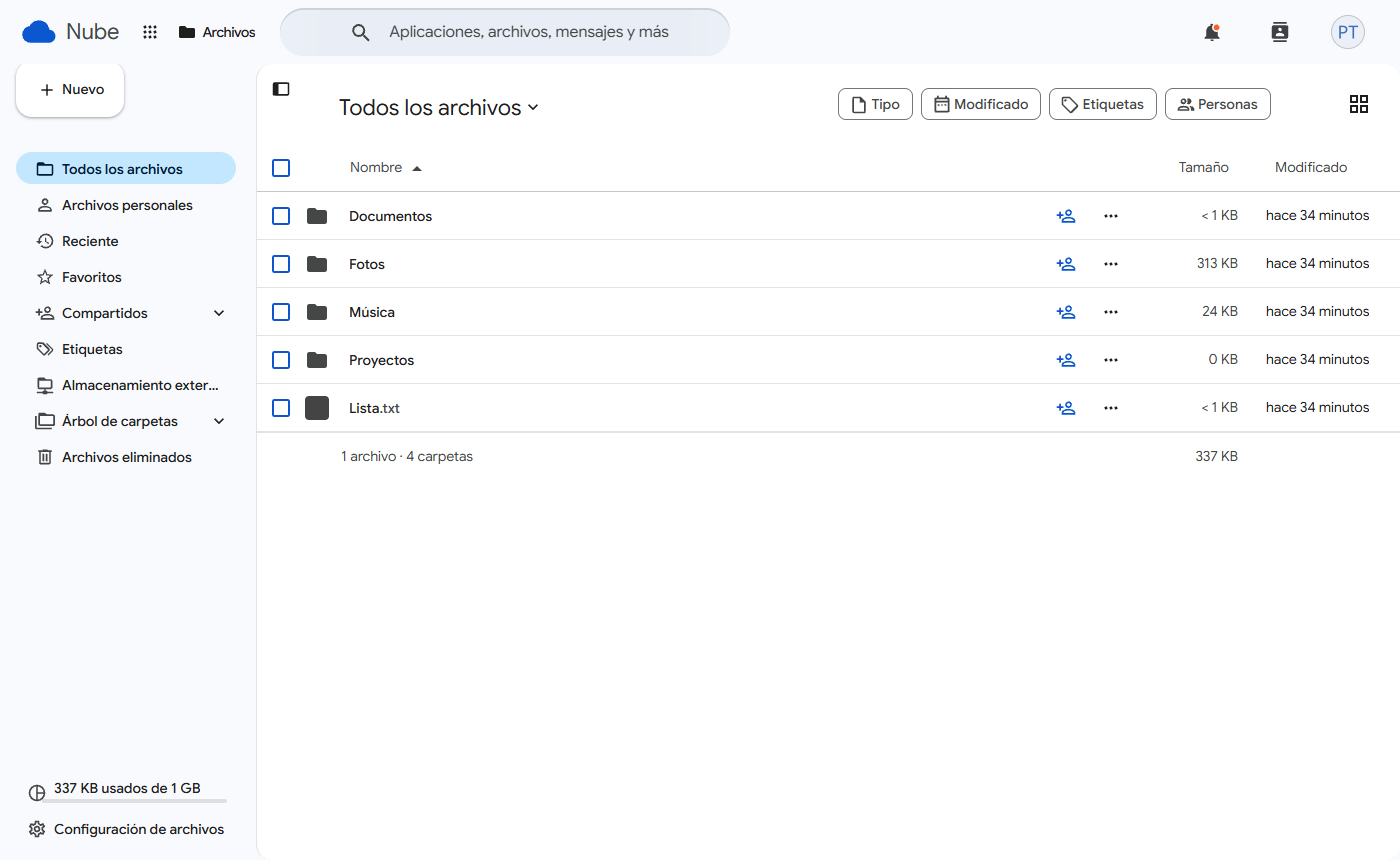 Nube
Archivos
Aplicaciones, archivos, mensajes y más
PT
Nuevo
Todos los archivos
Archivos personales
Reciente
Favoritos
Compartidos
Etiquetas
Almacenamiento exter...
Árbol de carpetas
Archivos eliminados
337 KB usados de 1 GB
Configuración de archivos
Todos los archivos
Tipo
Modificado
Etiquetas
Personas
Nombre Tamaño Modificado
Documentos < 1 KB hace 34 minutos
Fotos 313 KB hace 34 minutos
Música 24 KB hace 34 minutos
Proyectos 0 KB hace 34 minutos
Lista.txt < 1 KB hace 34 minutos
1 archivo · 4 carpetas 337 KB